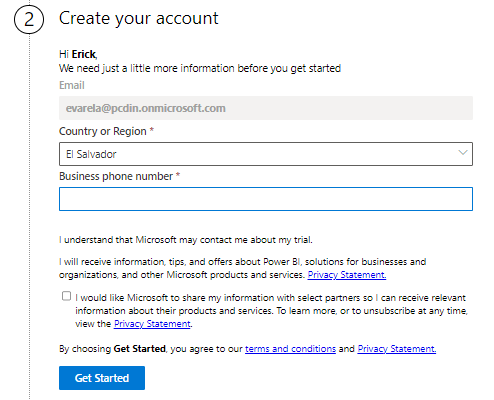 2 Create your account
Hi Erick,
We need just a little more information before you get started
Email
evarela@pcdin.onmicrosoft.com
Country or Region *
El Salvador
Business phone number *
I understand that Microsoft may contact me about my trial.
I will receive information, tips, and offers about Power BI, solutions for businesses and
organizations, and other Microsoft products and services. Privacy Statement.
I would like Microsoft to share my information with select partners so I can receive relevant
information about their products and services. To learn more, or to unsubscribe at any time,
view the Privacy Statement.
By choosing Get Started, you agree to our terms and conditions and Privacy Statement.
Get Started